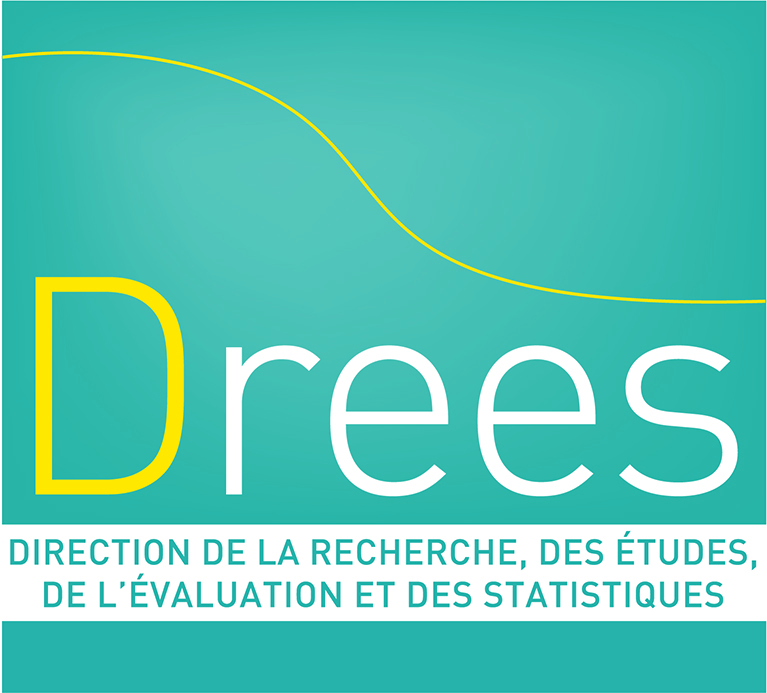 Drees
DIRECTION DE LA RECHERCHE, DES ÉTUDES,
DE L’ÉVALUATION ET DES STATISTIQUES